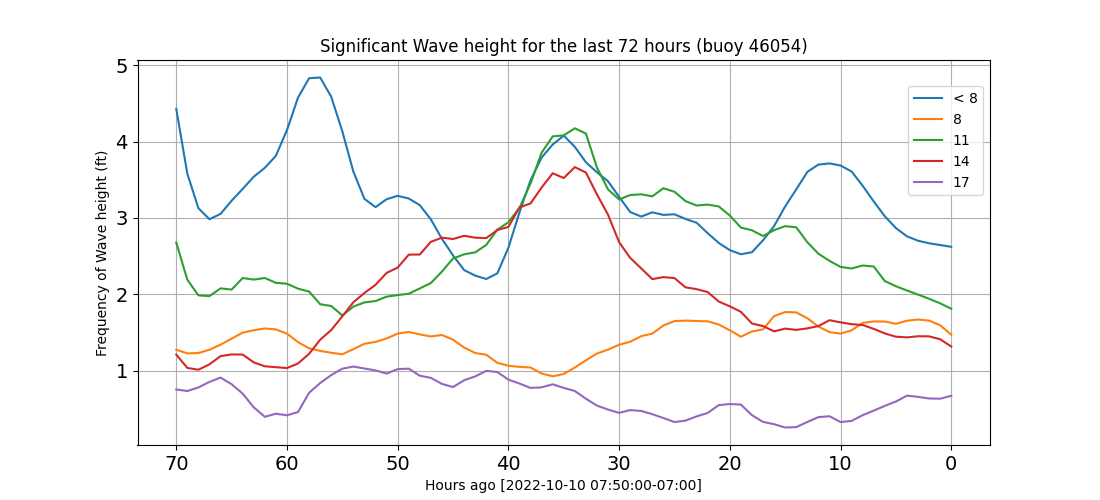 Significant Wave height for the last 72 hours (buoy 46054)
Frequency of Wave height (ft)
5
4
3
2
1
< 8
8
11
14
17
70 60 50 40 30 20 10 0
Hours ago [2022-10-10 07:50:00-07:00]